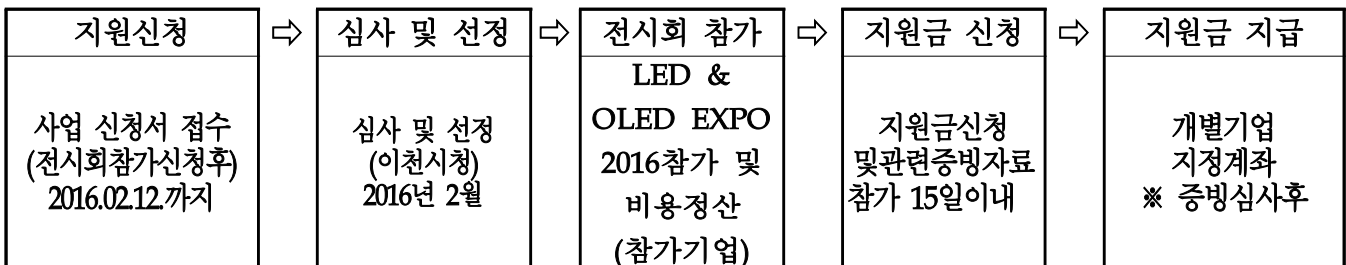 지원신청
사업 신청서 접수
(전시회참가신청후)
2016.02.12.까지
⇨
심사 및 선정
심사 및 선정
(이천시청)
2016년 2월
⇨
전시회 참가
LED &
OLED EXPO
2016참가 및
비용정산
(참가기업)
⇨
지원금 신청
지원금신청
및관련증빙자료
참가 15일이내
⇨
지원금 지급
개별기업
지정계좌
※ 증빙심사후